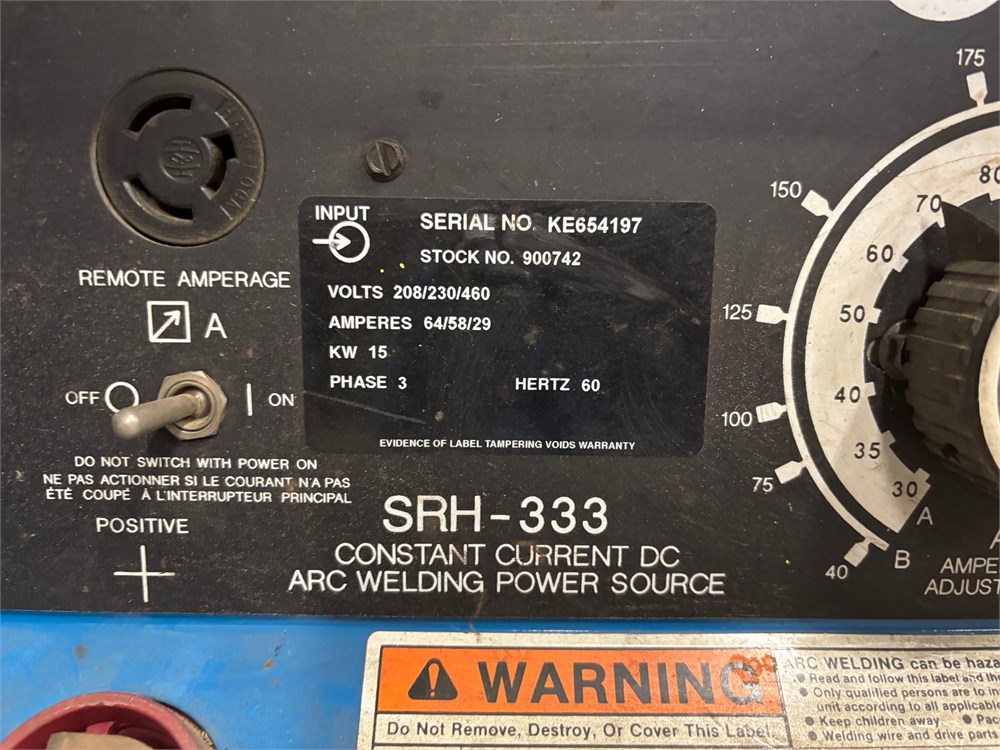 H&H
REMOTE AMPERAGE
A
OFF
ON
DO NOT SWITCH WITH POWER ON
NE PAS ACTIONNER SI LE COURANT N'A PAS
ÉTÉ COUPÉ À L'INTERRUPTEUR PRINCIPAL
POSITIVE
+
INPUT
SERIAL NO. KE654197
STOCK NO. 900742
VOLTS 208/230/460
AMPERES 64/58/29
KW 15
PHASE 3 HERTZ 60
EVIDENCE OF LABEL TAMPERING VOIDS WARRANTY
SRH-333
CONSTANT CURRENT DC
ARC WELDING POWER SOURCE
175
150
125
100
75
40
80
70
60
50
40
35
30
A
B
A
AMPE
ADJUST
WARNING
Do Not Remove, Destroy, Or Cover This Label
ARC WELDING can be haza
● Read and follow this label and the
● Only qualified persons are to in
unit according to all applicable
● Keep children away. ● Pac
● Welding wire and drive parts